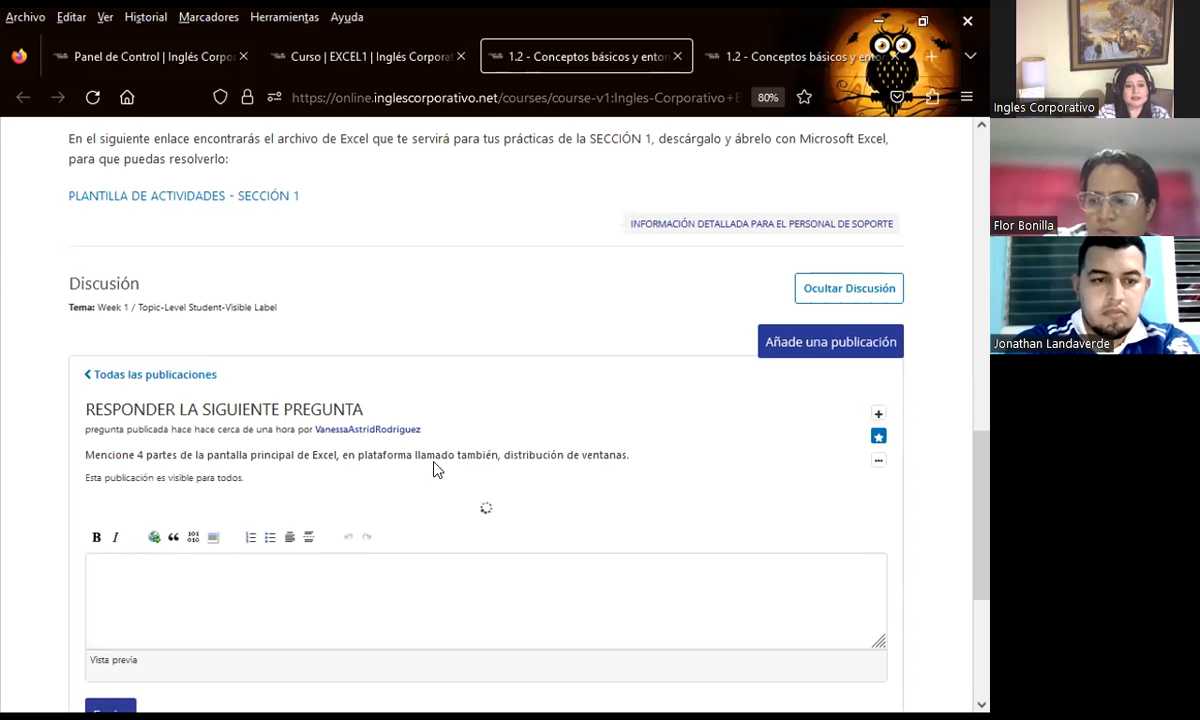 Archivo Editar Ver Historial Marcadores Herramientas Ayuda
Panel de Control | Inglés Corpo
Curso | EXCEL1 | Inglés Corporat
1.2 - Conceptos básicos y entor
1.2 - Conceptos básicos y
https://online.inglescorporativo.net/courses/course-v1:Ingles-Corporativo+E
80%
En el siguiente enlace encontrarás el archivo de Excel que te servirá para tus prácticas de la SECCIÓN 1, descárgalo y ábrelo con Microsoft Excel,
para que puedas resolverlo:
PLANTILLA DE ACTIVIDADES - SECCIÓN 1
INFORMACIÓN DETALLADA PARA EL PERSONAL DE SOPORTE
Discusión
Ocultar Discusión
Tema: Week 1 / Topic-Level Student-Visible Label
Añade una publicación
Todas las publicaciones
RESPONDER LA SIGUIENTE PREGUNTA
pregunta publicada hace hace cerca de una hora por VanessaAstridRodriguez
Mencione 4 partes de la pantalla principal de Excel, en plataforma llamado también, distribución de ventanas.
Esta publicación es visible para todos.
B I
Vista previa
Ingles Corporativo
Flor Bonilla
Jonathan Landaverde